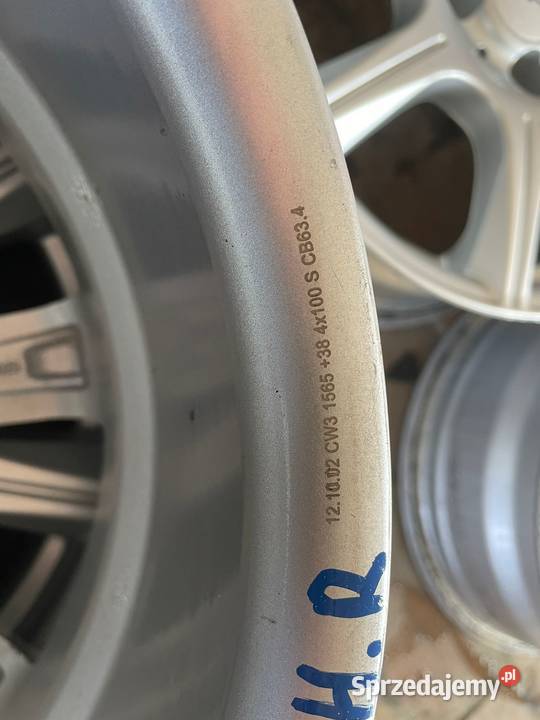 12.10.02 CW3 1565 +38 4x100 S CB63.4
H.R
Sprzedajemy.pl